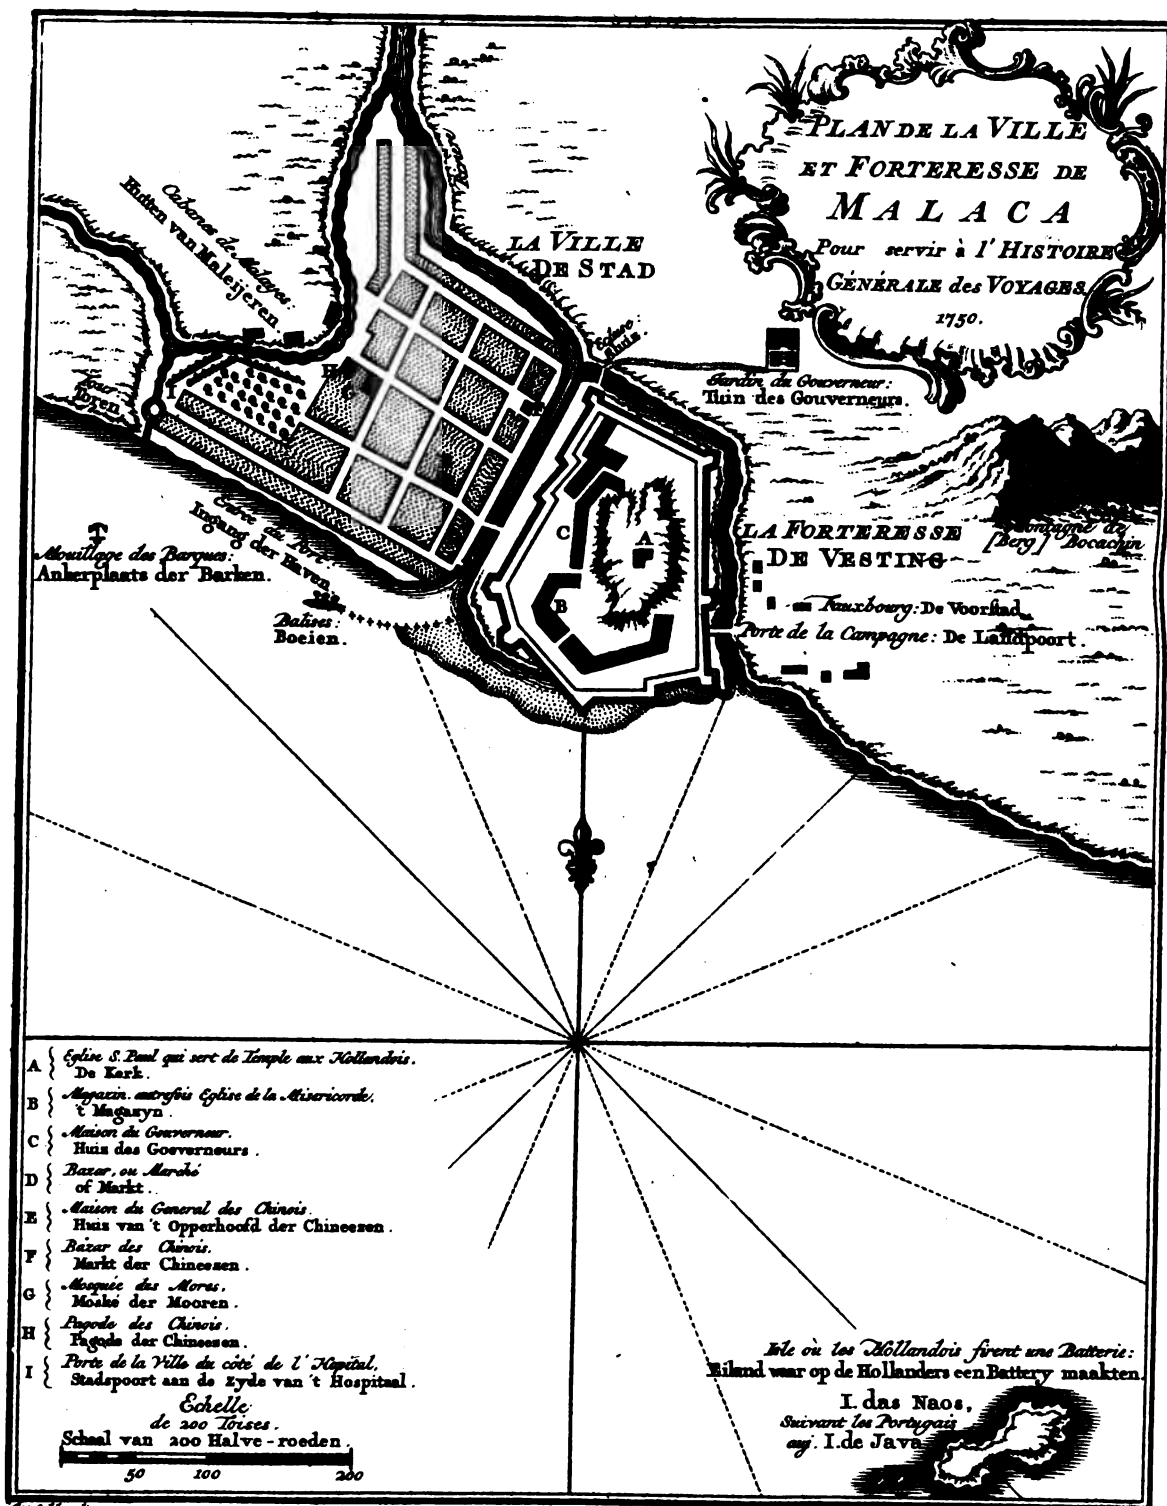 PLAN DE LA VILLE
ET FORTERESSE DE
MALACA
Pour servir à l'HISTOIRE
GÉNÉRALE des VOYAGES.
1750.
Cabanes de Malayes:
Hutten van Maleijeren.
LA VILLE
DE STAD
Ecluse:
Sluis.
Jardin du Gouverneur:
Tuin des Gouverneurs.
Tour
Toren
I
H
G
LA FORTERESSE
DE VESTING
Montagne de
[Berg] Bocachin
A
C
B
Fauxbourg: De Voorstad
Porte de la Campagne: De Landpoort.
Mouillage des Barques:
Ankerplaats der Barken.
Entrée du Port:
Ingang der Haven
Balises:
Boeien.
A Eglise S. Paul qui sert de Temple aux Hollandois.
De Kerk.
B Magazin. autrefois Eglise de la Misericorde.
't Magazyn.
C Maison du Gouverneur.
Huis des Goeverneurs.
D Bazar, ou Marché
of Markt.
E Maison du General des Chinois.
Huis van 't Opperhoofd der Chineezen.
F Bazar des Chinois.
Markt der Chineezen.
G Mosquée des Mores.
Moské der Mooren.
H Pagode des Chinois.
Pagode der Chineezen.
I Porte de la Ville du côté de l'Hopital.
Stadspoort aan de zyde van 't Hospitaal.
Echelle
de 200 Toises.
Schaal van 200 Halve-roeden.
50 100 200
Isle où les Hollandois firent une Batterie:
Eiland waar op de Hollanders een Battery maakten.
I. das Naos,
Suivant les Portugais
auj. I. de Java